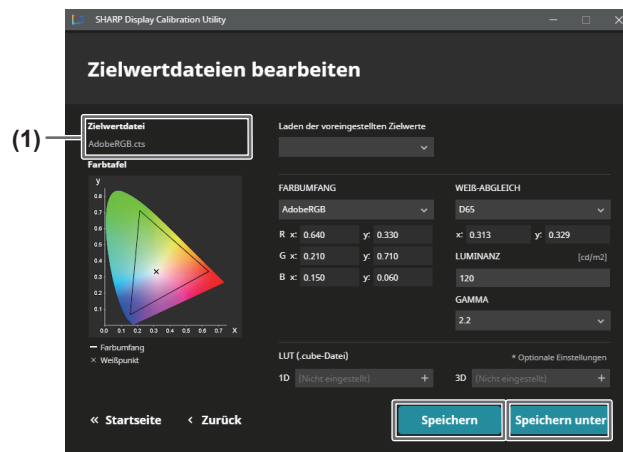 SHARP Display Calibration Utility
Zielwertdateien bearbeiten
(1)
Zielwertdatei
AdobeRGB.cts
Farbtafel
y
0.8
0.7
0.6
0.5
0.4
0.3
0.2
0.1
0.0 0.1 0.2 0.3 0.4 0.5 0.6 0.7 X
Farbumfang
× Weißpunkt
Laden der voreingestellten Zielwerte
FARBUMFANG
AdobeRGB
R x: 0.640 y: 0.330
G x: 0.210 y: 0.710
B x: 0.150 y: 0.060
WEIß-ABGLEICH
D65
x: 0.313 y: 0.329
LUMINANZ [cd/m2]
120
GAMMA
2.2
LUT (.cube-Datei) * Optionale Einstellungen
1D (Nicht eingestellt) + 3D (Nicht eingestellt) +
« Startseite ‹ Zurück Speichern Speichern unter